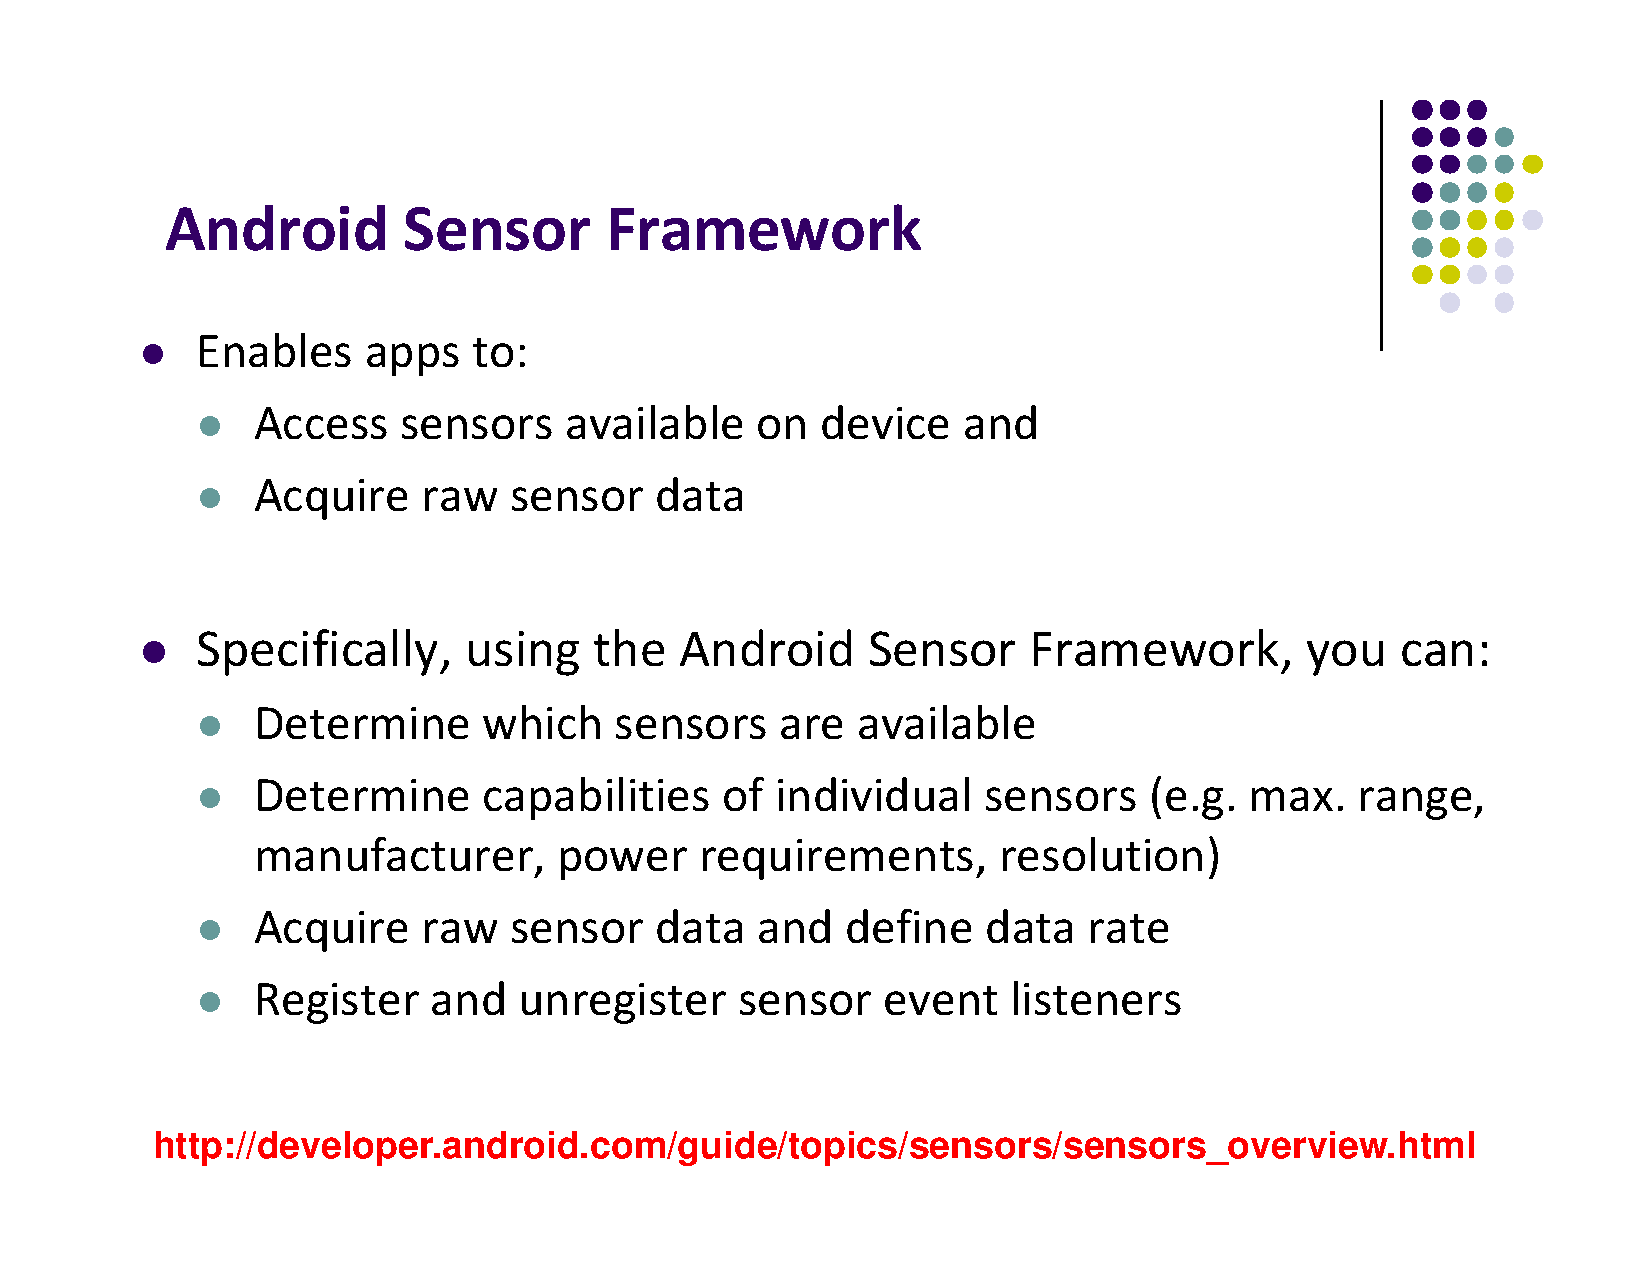 Android Sensor Framework
Enables apps to:
Access sensors available on device and
Acquire raw sensor data
Specifically, using the Android Sensor Framework, you can:
Determine which sensors are available
Determine capabilities of individual sensors (e.g. max. range,
manufacturer, power requirements, resolution)
Acquire raw sensor data and define data rate
Register and unregister sensor event listeners
http://developer.android.com/guide/topics/sensors/sensors_overview.html